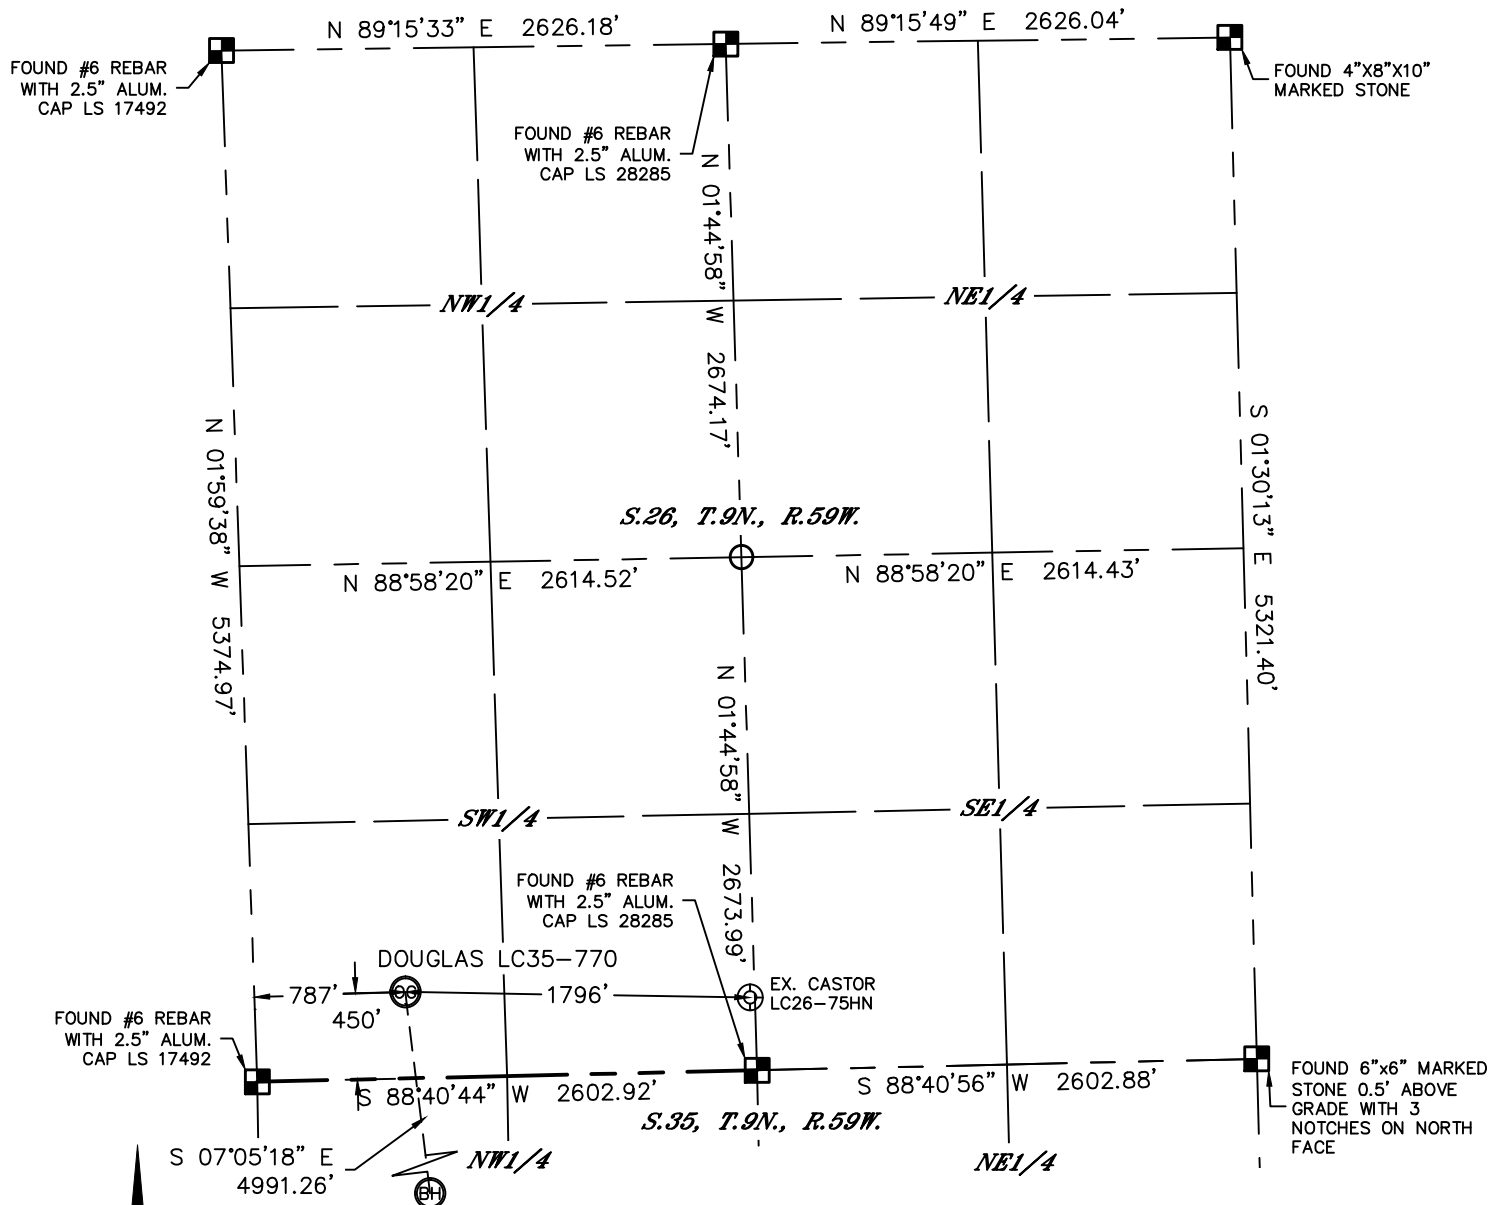 N 89°15'33" E 2626.18'
N 89°15'49" E 2626.04'
FOUND #6 REBAR
WITH 2.5" ALUM.
CAP LS 17492
FOUND #6 REBAR
WITH 2.5" ALUM.
CAP LS 28285
FOUND 4"X8"X10"
MARKED STONE
N 01°44'58" W 2674.17'
NW1/4
NE1/4
N 01°59'38" W 5374.97'
S 01°30'13" E 5321.40'
S.26, T.9N., R.59W.
N 88°58'20" E 2614.52'
N 88°58'20" E 2614.43'
N 01°44'58" W 2673.99'
SW1/4
SE1/4
FOUND #6 REBAR
WITH 2.5" ALUM.
CAP LS 28285
DOUGLAS LC35-770
787'
1796'
450'
EX. CASTOR
LC26-75HN
FOUND #6 REBAR
WITH 2.5" ALUM.
CAP LS 17492
S 88°40'44" W 2602.92'
S 88°40'56" W 2602.88'
FOUND 6"x6" MARKED
STONE 0.5' ABOVE
GRADE WITH 3
NOTCHES ON NORTH
FACE
S.35, T.9N., R.59W.
S 07°05'18" E
4991.26'
NW1/4
NE1/4
BH